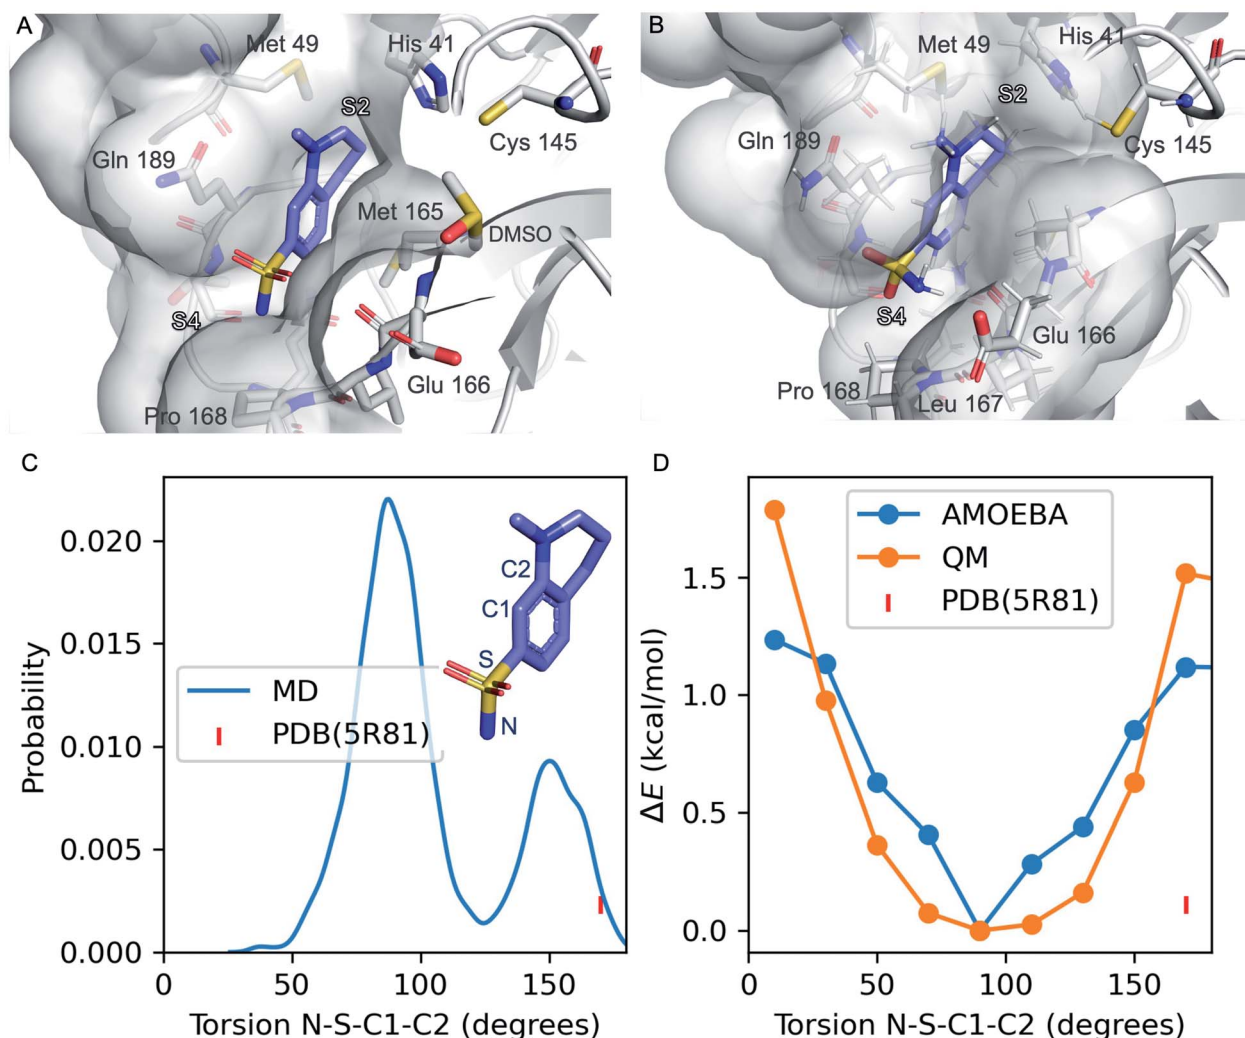 A
Met 49
His 41
S2
Gln 189
Cys 145
Met 165
DMSO
S4
Glu 166
Pro 168
B
Met 49
His 41
S2
Gln 189
Cys 145
S4
Glu 166
Pro 168
Leu 167
C
0.020
0.015
0.010
0.005
0.000
Probability
MD
PDB(5R81)
C2
C1
S
N
0
50
100
150
Torsion N-S-C1-C2 (degrees)
D
AMOEBA
QM
PDB(5R81)
1.5
1.0
0.5
0.0
ΔE (kcal/mol)
0
50
100
150
Torsion N-S-C1-C2 (degrees)